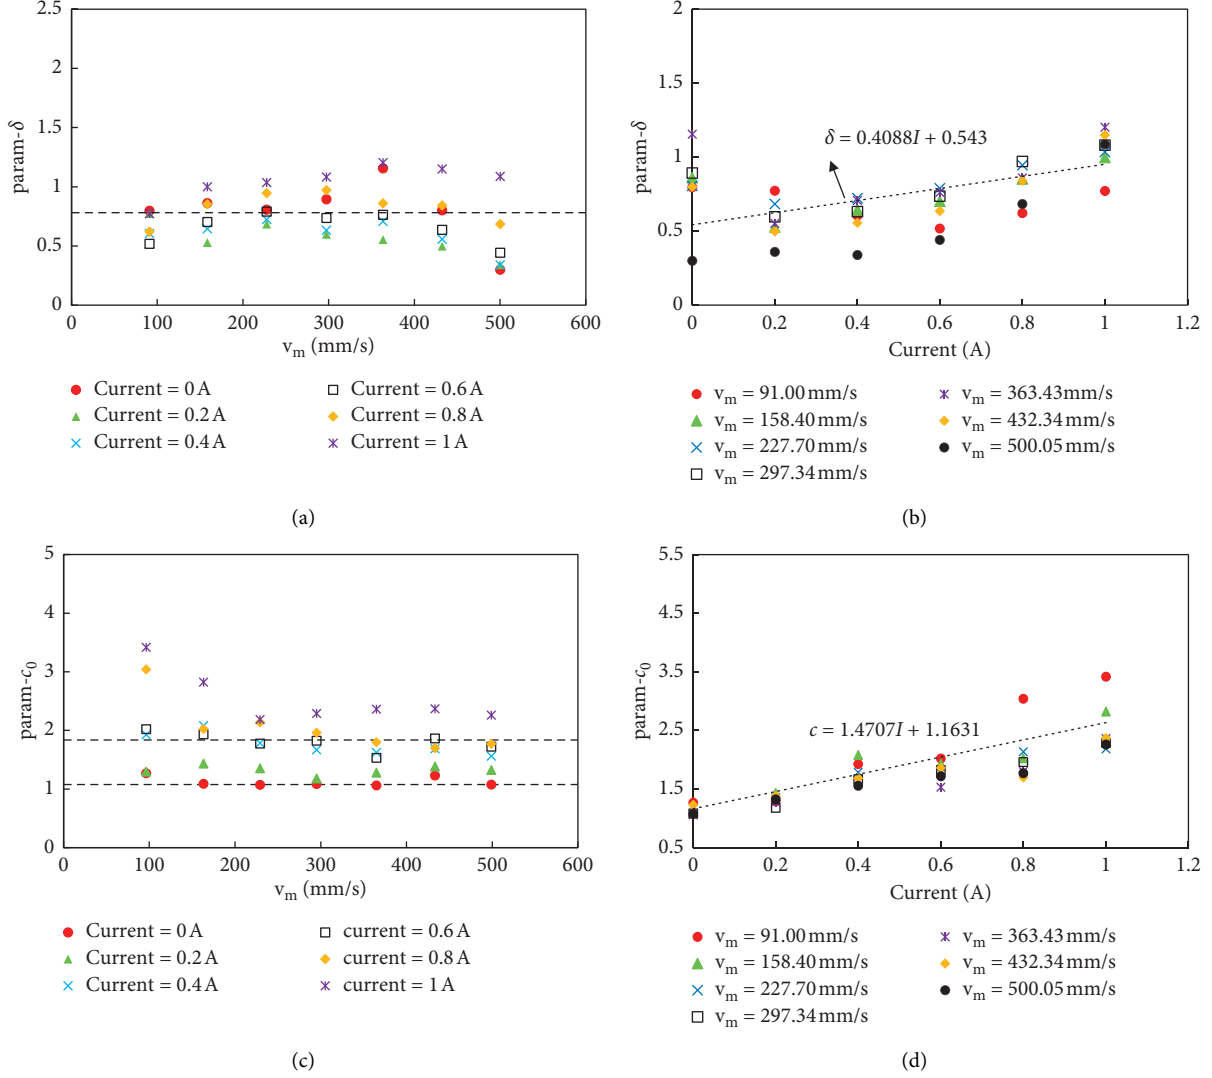 2.5
2
1.5
1
0.5
0
param-δ
0 100 200 300 400 500 600
v_m (mm/s)
Current = 0 A
Current = 0.2 A
Current = 0.4 A
Current = 0.6 A
Current = 0.8 A
Current = 1 A
(a)
2
1.5
1
0.5
0
param-δ
δ = 0.4088I + 0.543
0 0.2 0.4 0.6 0.8 1 1.2
Current (A)
v_m = 91.00 mm/s
v_m = 158.40 mm/s
v_m = 227.70 mm/s
v_m = 297.34 mm/s
v_m = 363.43 mm/s
v_m = 432.34 mm/s
v_m = 500.05 mm/s
(b)
5
4
3
2
1
0
param-c_0
0 100 200 300 400 500 600
v_m (mm/s)
Current = 0 A
Current = 0.2 A
Current = 0.4 A
current = 0.6 A
current = 0.8 A
current = 1 A
(c)
5.5
4.5
3.5
2.5
1.5
0.5
param-c_0
c = 1.4707I + 1.1631
0 0.2 0.4 0.6 0.8 1 1.2
Current (A)
v_m = 91.00 mm/s
v_m = 158.40 mm/s
v_m = 227.70 mm/s
v_m = 297.34 mm/s
v_m = 363.43 mm/s
v_m = 432.34 mm/s
v_m = 500.05 mm/s
(d)